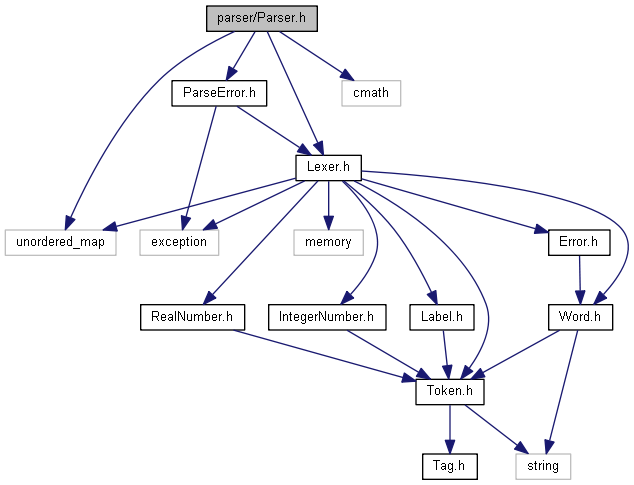 parser/Parser.h
ParseError.h
cmath
Lexer.h
unordered_map
exception
memory
Error.h
RealNumber.h
IntegerNumber.h
Label.h
Word.h
Token.h
Tag.h
string